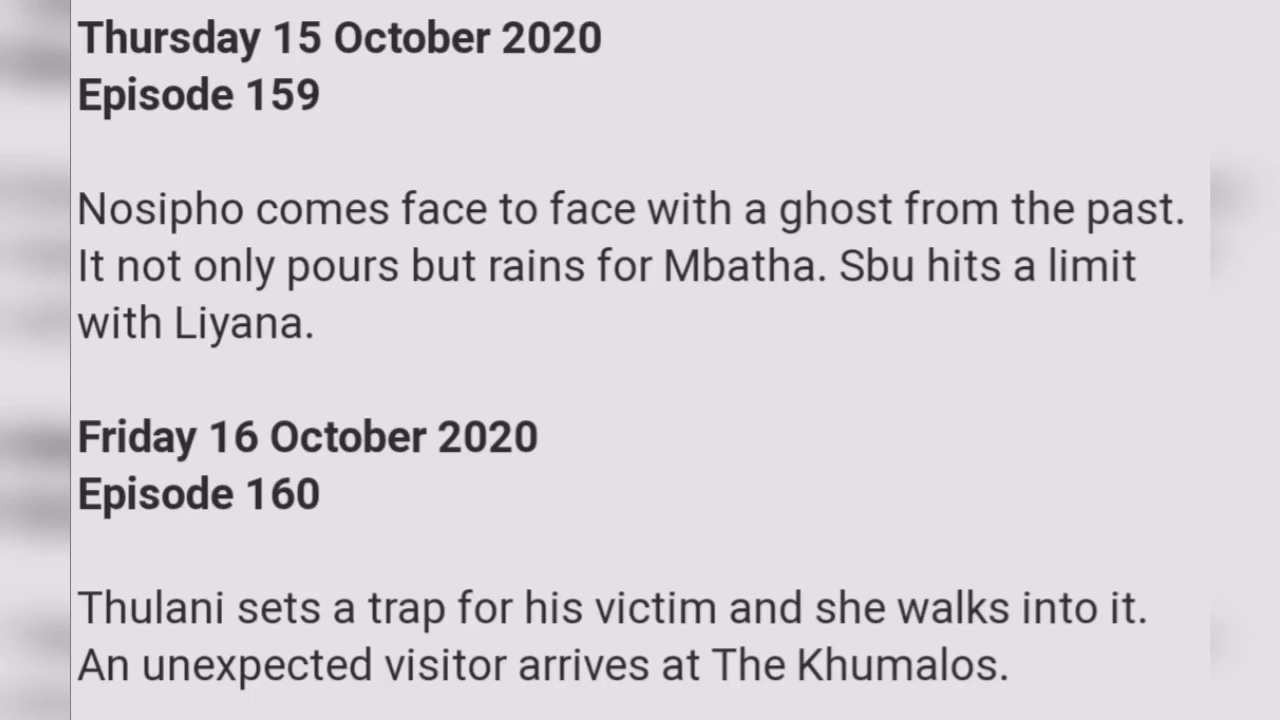 Thursday 15 October 2020
Episode 159
Nosipho comes face to face with a ghost from the past.
It not only pours but rains for Mbatha. Sbu hits a limit
with Liyana.
Friday 16 October 2020
Episode 160
Thulani sets a trap for his victim and she walks into it.
An unexpected visitor arrives at The Khumalos.